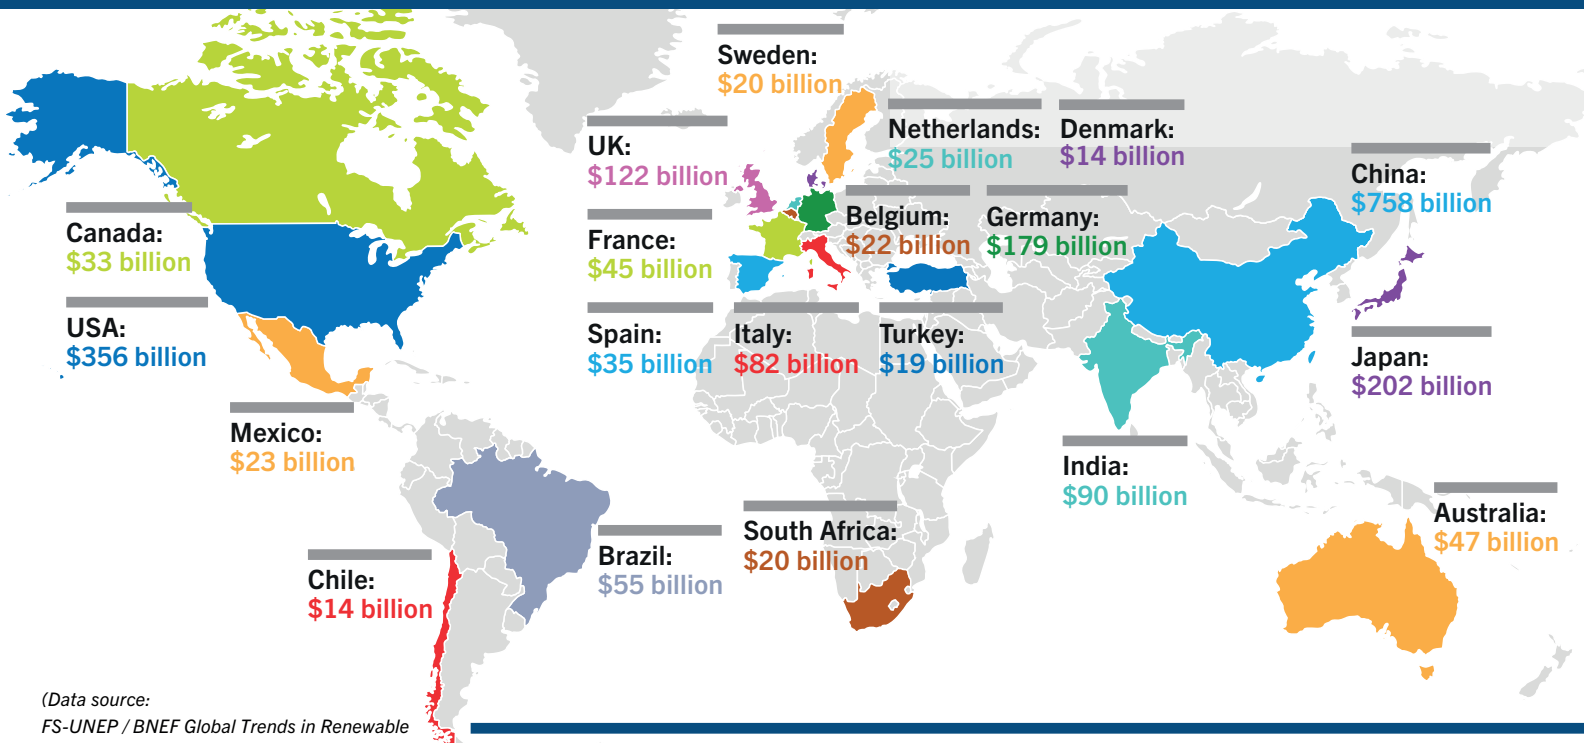 Sweden:
$20 billion
Netherlands:
$25 billion
Denmark:
$14 billion
UK:
$122 billion
China:
$758 billion
Canada:
$33 billion
France:
$45 billion
Belgium:
$22 billion
Germany:
$179 billion
USA:
$356 billion
Spain:
$35 billion
Italy:
$82 billion
Turkey:
$19 billion
Japan:
$202 billion
Mexico:
$23 billion
India:
$90 billion
Australia:
$47 billion
South Africa:
$20 billion
Brazil:
$55 billion
Chile:
$14 billion
(Data source:
FS-UNEP / BNEF Global Trends in Renewable